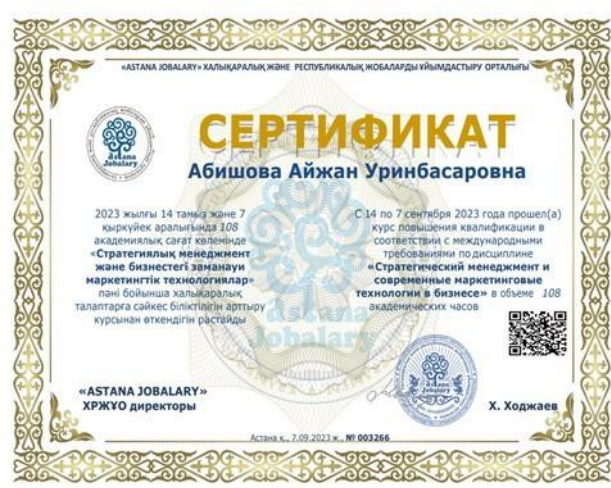 «ASTANA JOBALARY» ХАЛЫҚАРАЛЫҚ ЖӘНЕ РЕСПУБЛИКАЛЫҚ ЖОБАЛАРДЫ ҰЙЫМДАСТЫРУ ОРТАЛЫҒЫ
Astana
Jobalary
СЕРТИФИКАТ
Абишова Айжан Уринбасаровна
2023 жылғы 14 тамыз және 7
қыркүйек аралығында 108
академиялық сағат көлемінде
«Стратегиялық менеджмент
және бизнестегі заманауи
маркетингтік технологиялар»
пәні бойынша халықаралық
талаптарға сәйкес біліктілігін арттыру
курсынан өткендігін растайды
С 14 по 7 сентября 2023 года прошел(а)
курс повышения квалификации в
соответствии с международными
требованиями по дисциплине
«Стратегический менеджмент и
современные маркетинговые
технологии в бизнесе» в объеме 108
академических часов
Astana
Jobalary
«ASTANA JOBALARY»
ХРЖҰО директоры
Astana
Jobalary
Х. Ходжаев
Астана қ., 7.09.2023 ж., № 003266